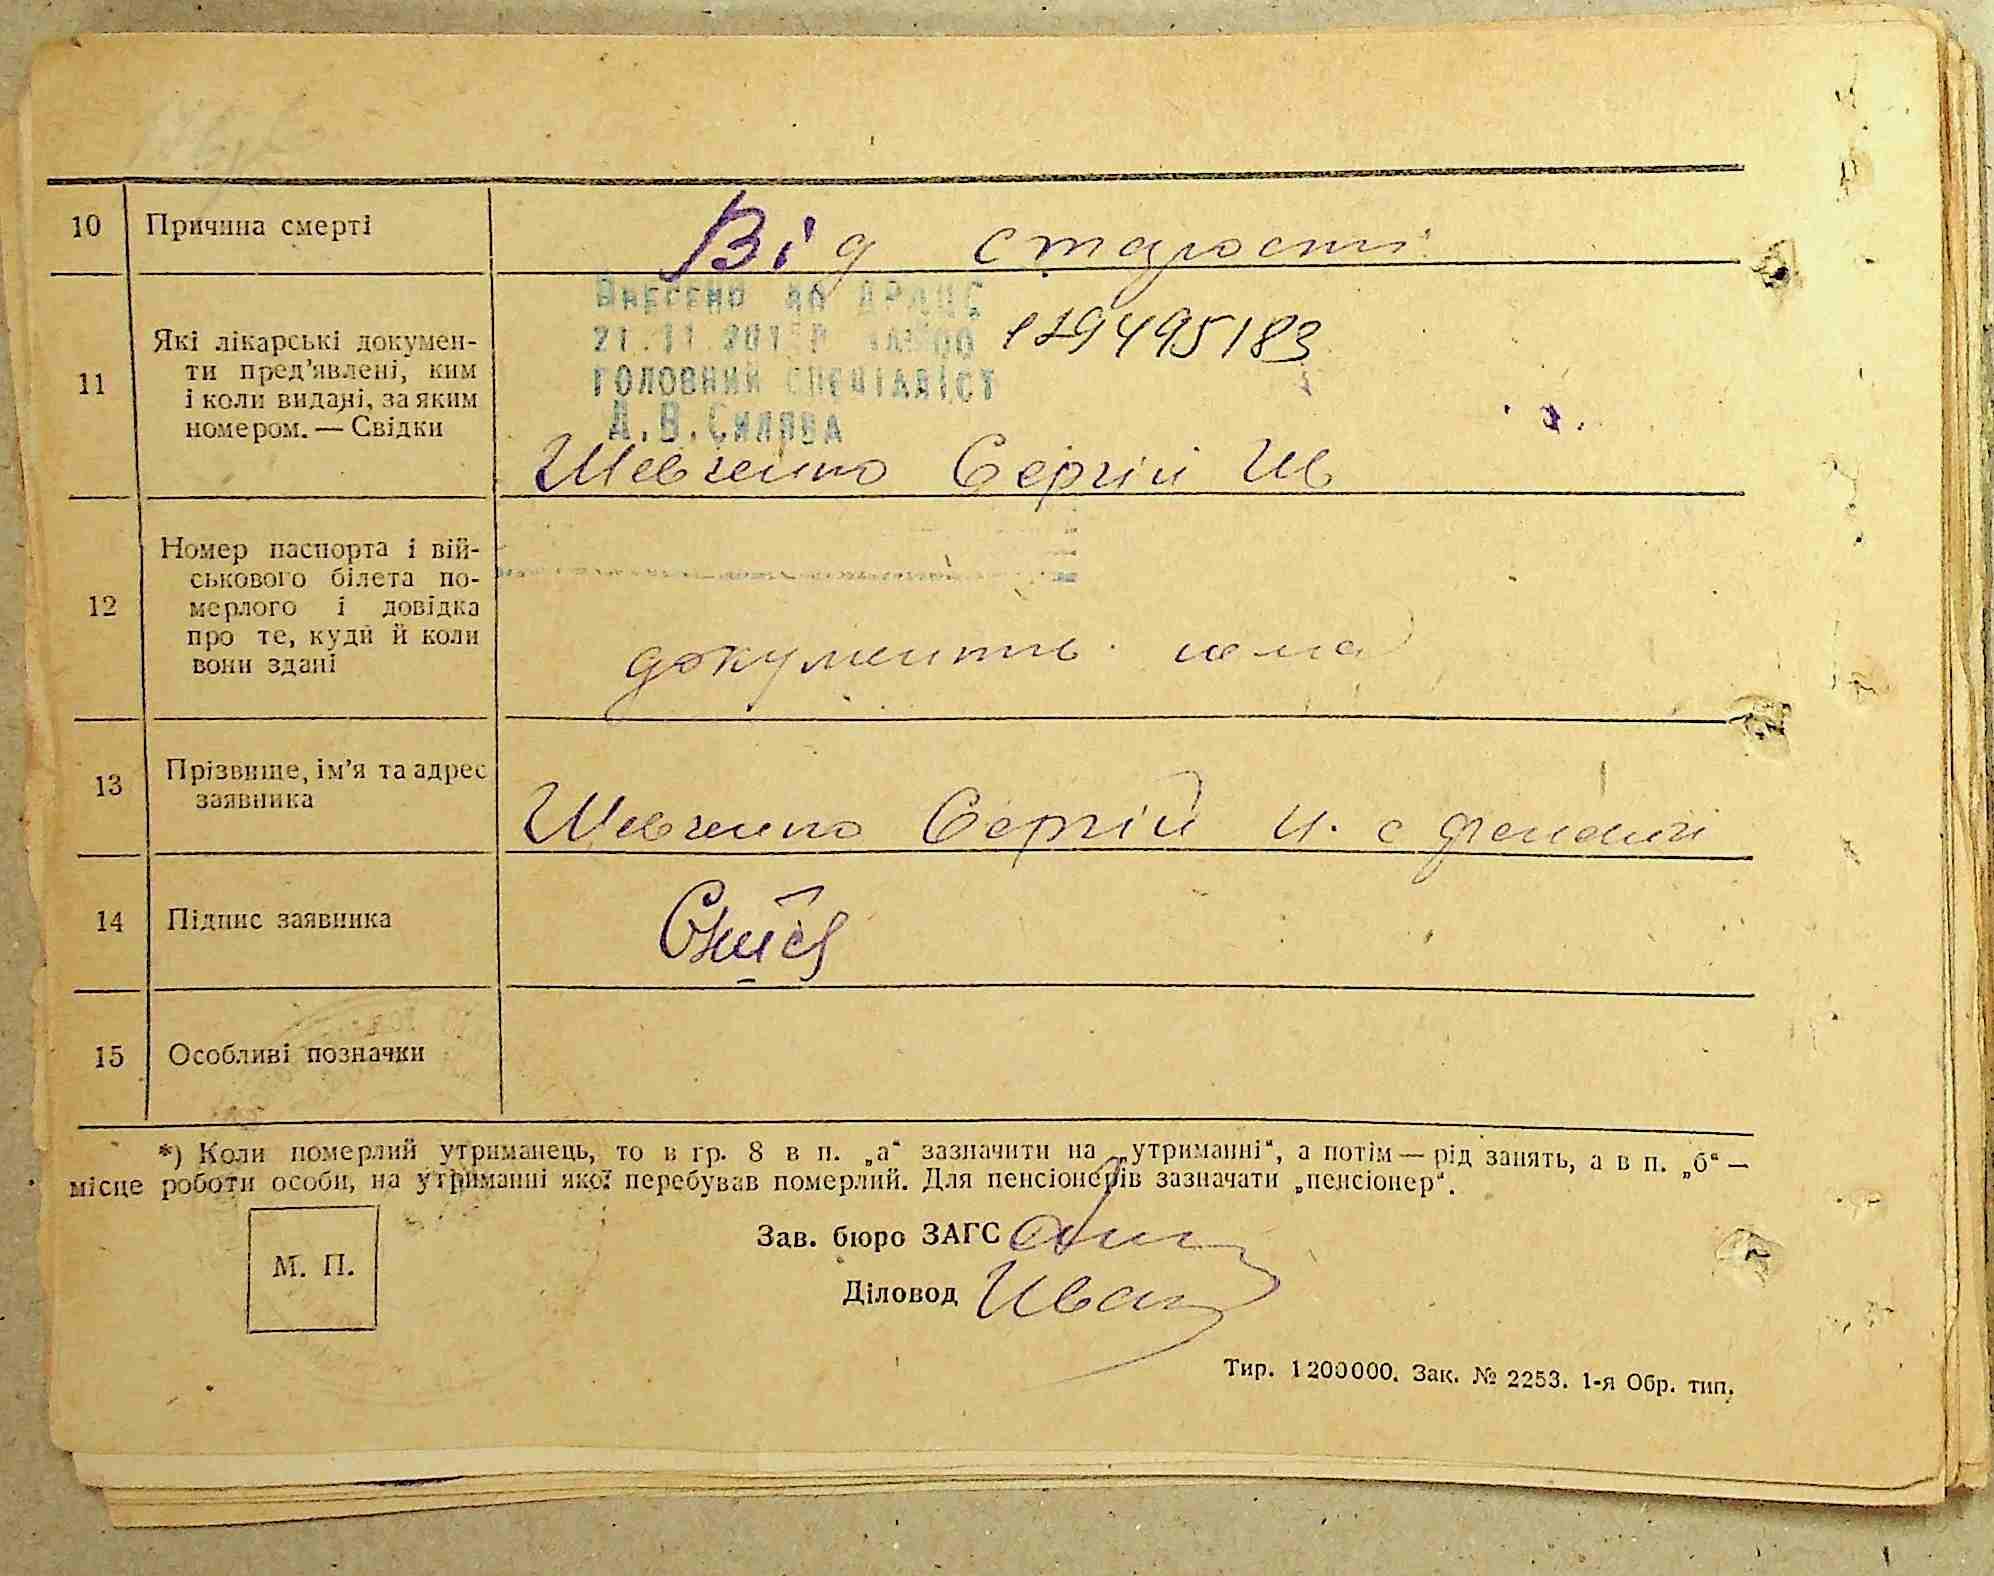 10 Причина смерті Від старости
Внесено до ДРАЦС
21.11.201 00 129495183
ГОЛОВНИЙ СПЕЦІАЛІСТ
11 Які лікарські докумен-
ти пред’явлені, ким
і коли видані, за яким
номером. — Свідки
Д.В.Силява
Шевченко Сергій Ив
12 Номер паспорта і вій-
ськового білета по-
мерлого і довідка
про те, куди й коли
вони здані
документів нема
13 Прізвище, ім’я та адрес
заявника
Шевченко Сергій И. с
14 Підпис заявника
15 Особливі позначки
*) Коли померлий утриманець, то в гр. 8 в п. „а“ зазначити на „утриманні“, а потім — рід занять, а в п. „б“ —
місце роботи особи, на утриманні якої перебував померлий. Для пенсіонерів зазначати „пенсіонер“.
М. П.
Зав. бюро ЗАГС
Діловод Иван
Тир. 1200000. Зак. № 2253. 1-я Обр. тип.